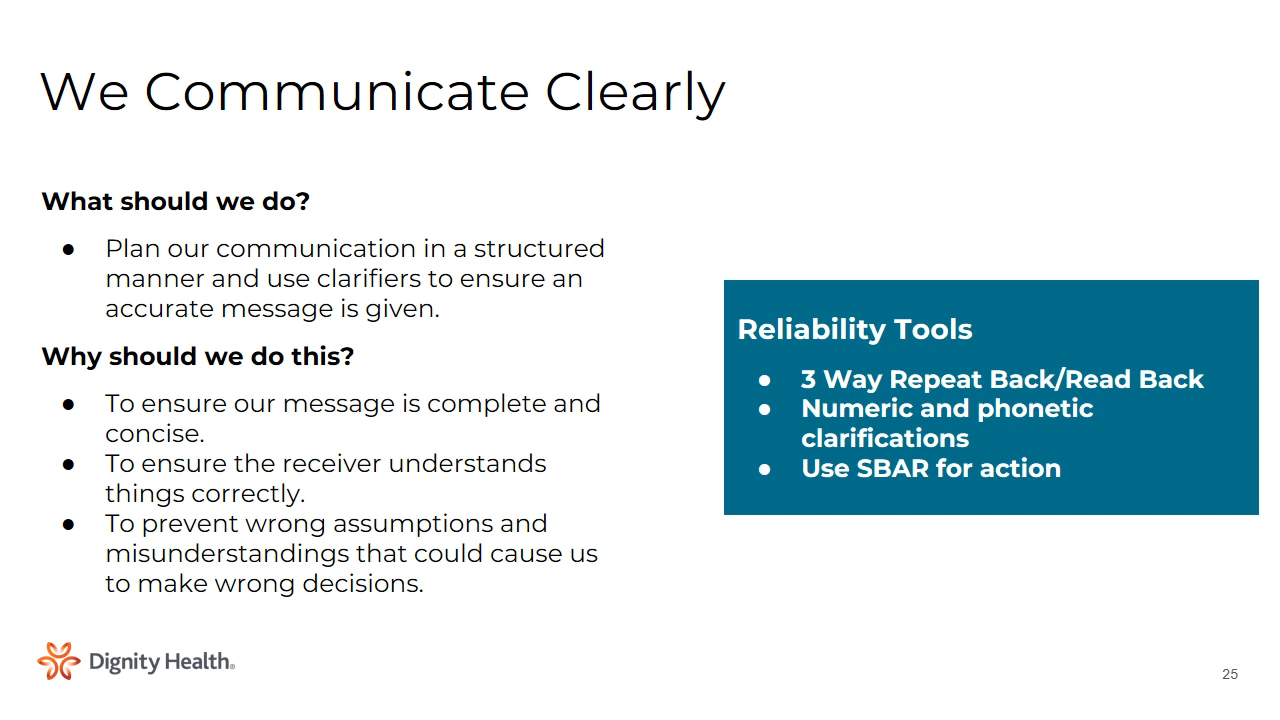 We Communicate Clearly
What should we do?
● Plan our communication in a structured
manner and use clarifiers to ensure an
accurate message is given.
Why should we do this?
● To ensure our message is complete and
concise.
● To ensure the receiver understands
things correctly.
● To prevent wrong assumptions and
misunderstandings that could cause us
to make wrong decisions.
Reliability Tools
● 3 Way Repeat Back/Read Back
● Numeric and phonetic
clarifications
● Use SBAR for action
Dignity Health®
25